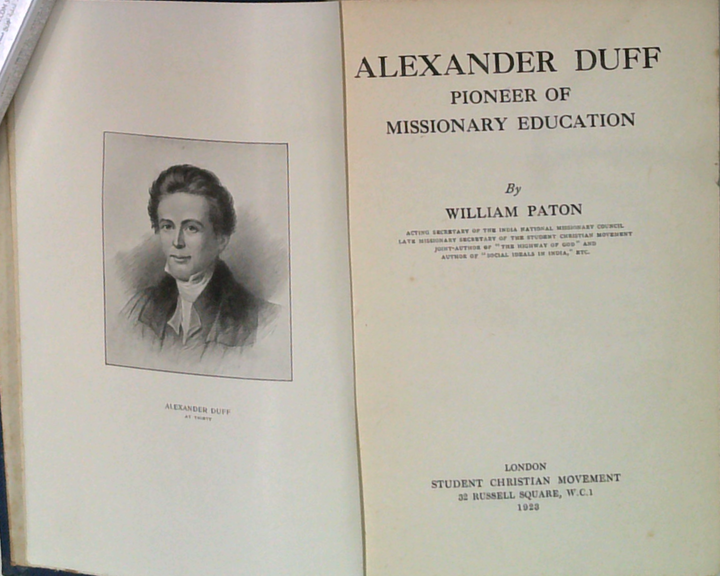 ALEXANDER DUFF
AT THIRTY
ALEXANDER DUFF
PIONEER OF
MISSIONARY EDUCATION
By
WILLIAM PATON
ACTING SECRETARY OF THE INDIA NATIONAL MISSIONARY COUNCIL
LATE MISSIONARY SECRETARY OF THE STUDENT CHRISTIAN MOVEMENT
JOINT-AUTHOR OF "THE HIGHWAY OF GOD" AND
AUTHOR OF "SOCIAL IDEALS IN INDIA," ETC.
LONDON
STUDENT CHRISTIAN MOVEMENT
32 RUSSELL SQUARE, W.C.1
1923